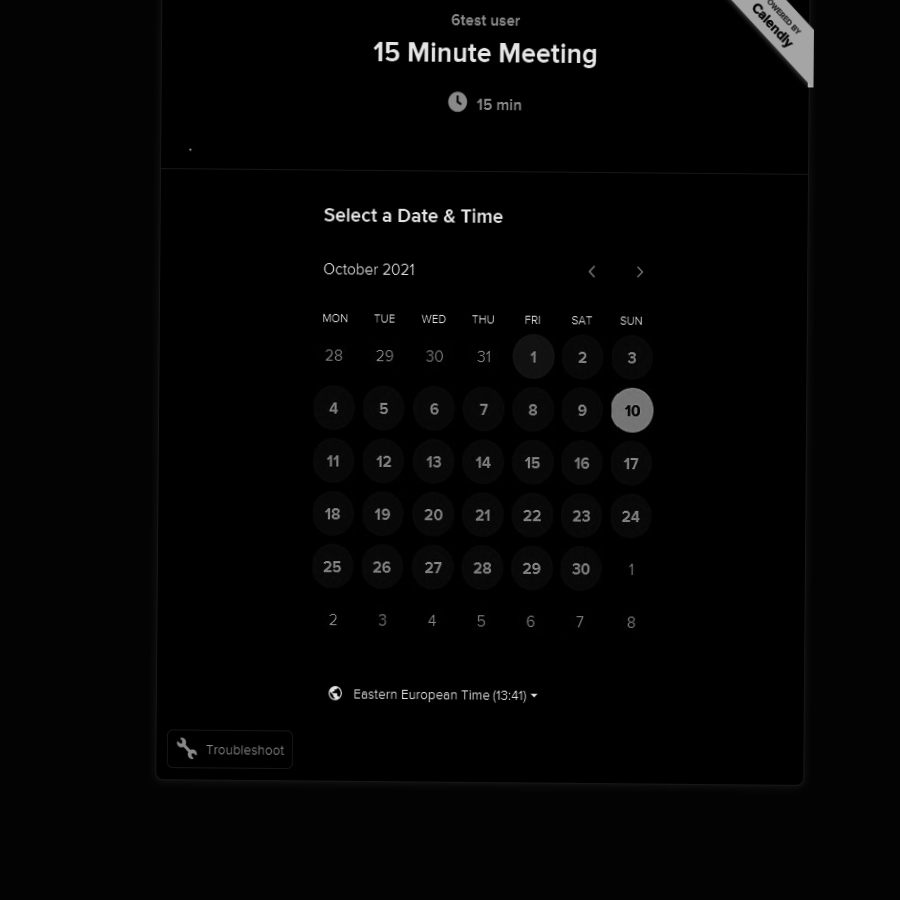 6test user
15 Minute Meeting
15 min
POWERED BY
Calendly
.
Select a Date & Time
October 2021
MON TUE WED THU FRI SAT SUN
28 29 30 31 1 2 3
4 5 6 7 8 9 10
11 12 13 14 15 16 17
18 19 20 21 22 23 24
25 26 27 28 29 30 1
2 3 4 5 6 7 8
Eastern European Time (13:41)
Troubleshoot